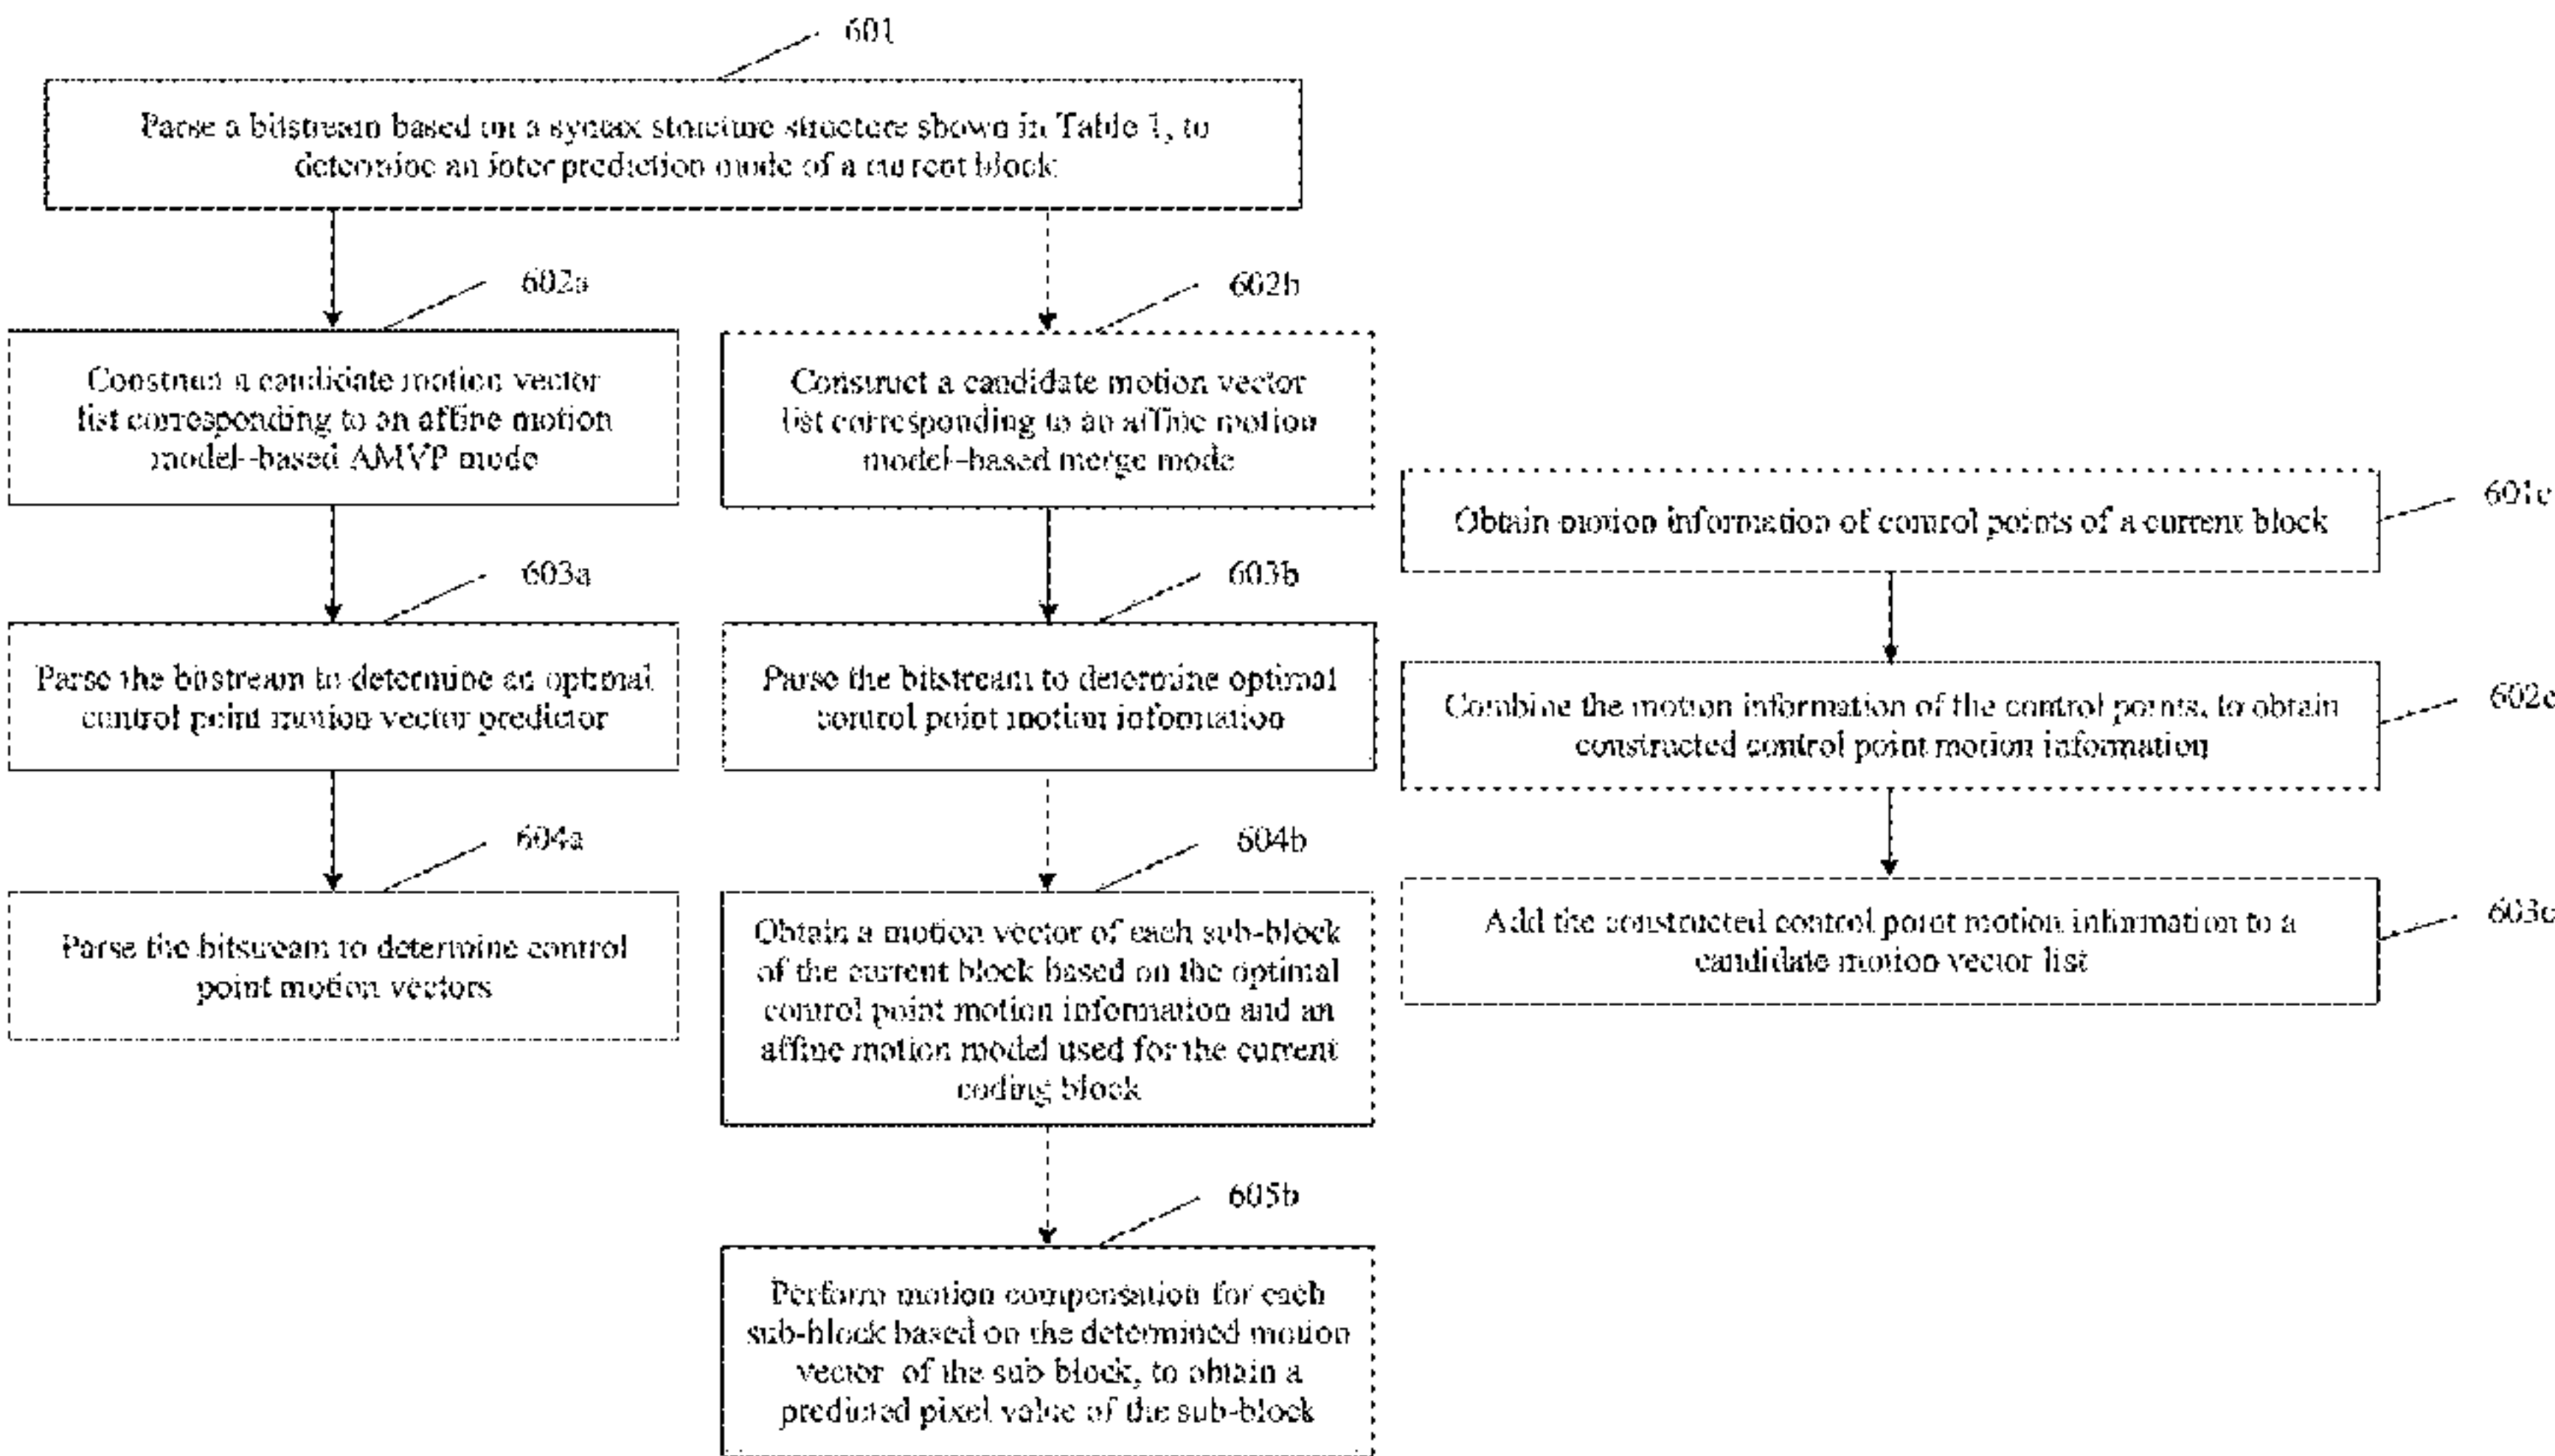 601
Parse a bitstream based on a syntax structure structure shown in Table 1, to
determine an inter prediction mode of a current block
602a
Construct a candidate motion vector
list corresponding to an affine motion
model-based AMVP mode
602b
Construct a candidate motion vector
list corresponding to an affine motion
model-based merge mode
603a
Parse the bitstream to determine an optimal
control point motion vector predictor
603b
Parse the bitstream to determine optimal
control point motion information
604a
Parse the bitstream to determine control
point motion vectors
604b
Obtain a motion vector of each sub-block
of the current block based on the optimal
control point motion information and an
affine motion model used for the current
coding block
605b
Perform motion compensation for each
sub-block based on the determined motion
vector of the sub block, to obtain a
predicted pixel value of the sub-block
601c
Obtain motion information of control points of a current block
602c
Combine the motion information of the control points, to obtain
constructed control point motion information
603c
Add the constructed control point motion information to a
candidate motion vector list